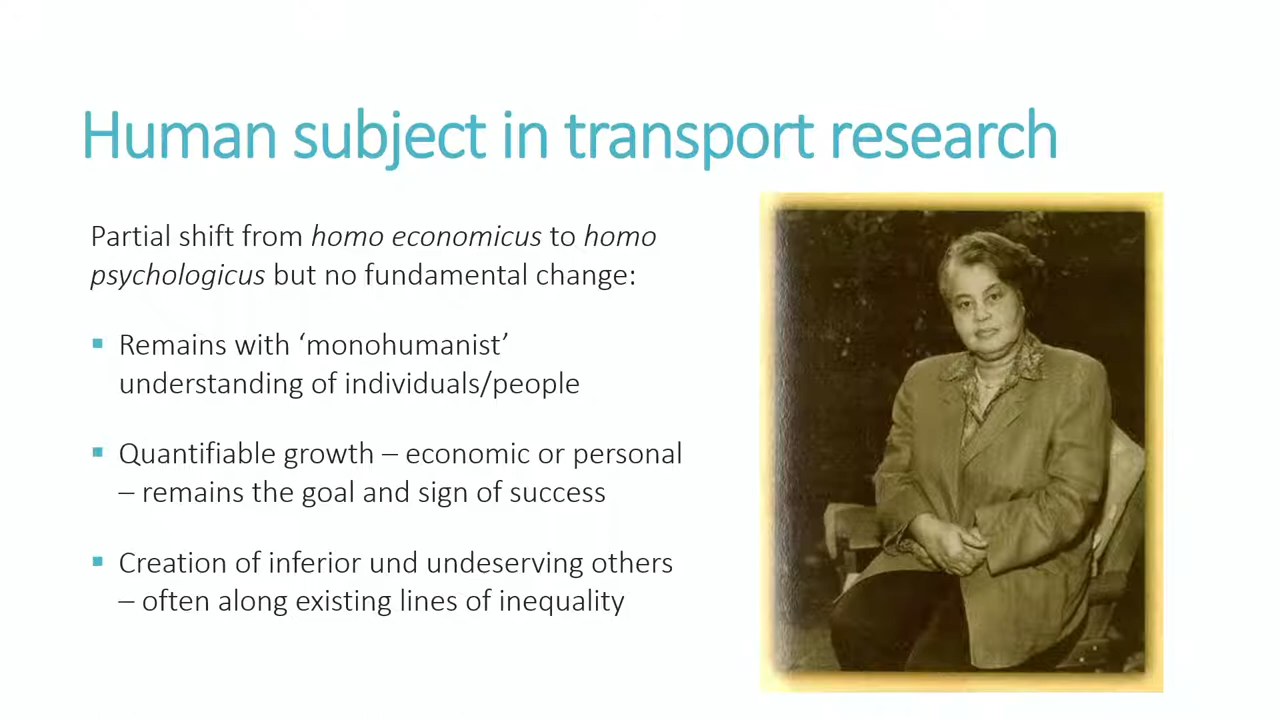 Human subject in transport research
Partial shift from homo economicus to homo
psychologicus but no fundamental change:
▪ Remains with ‘monohumanist’
understanding of individuals/people
▪ Quantifiable growth – economic or personal
– remains the goal and sign of success
▪ Creation of inferior und undeserving others
– often along existing lines of inequality